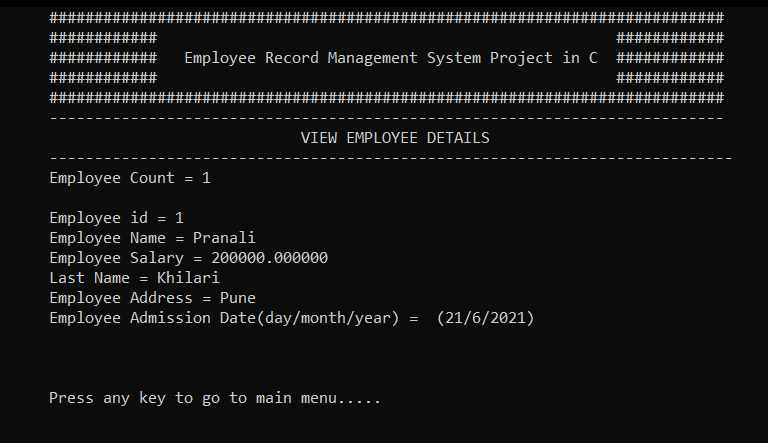 ###########################################################################
############                                                   ############
############   Employee Record Management System Project in C  ############
############                                                   ############
###########################################################################
---------------------------------------------------------------------------
VIEW EMPLOYEE DETAILS
----------------------------------------------------------------------------
Employee Count = 1
Employee id = 1
Employee Name = Pranali
Employee Salary = 200000.000000
Last Name = Khilari
Employee Address = Pune
Employee Admission Date(day/month/year) =  (21/6/2021)
Press any key to go to main menu.....